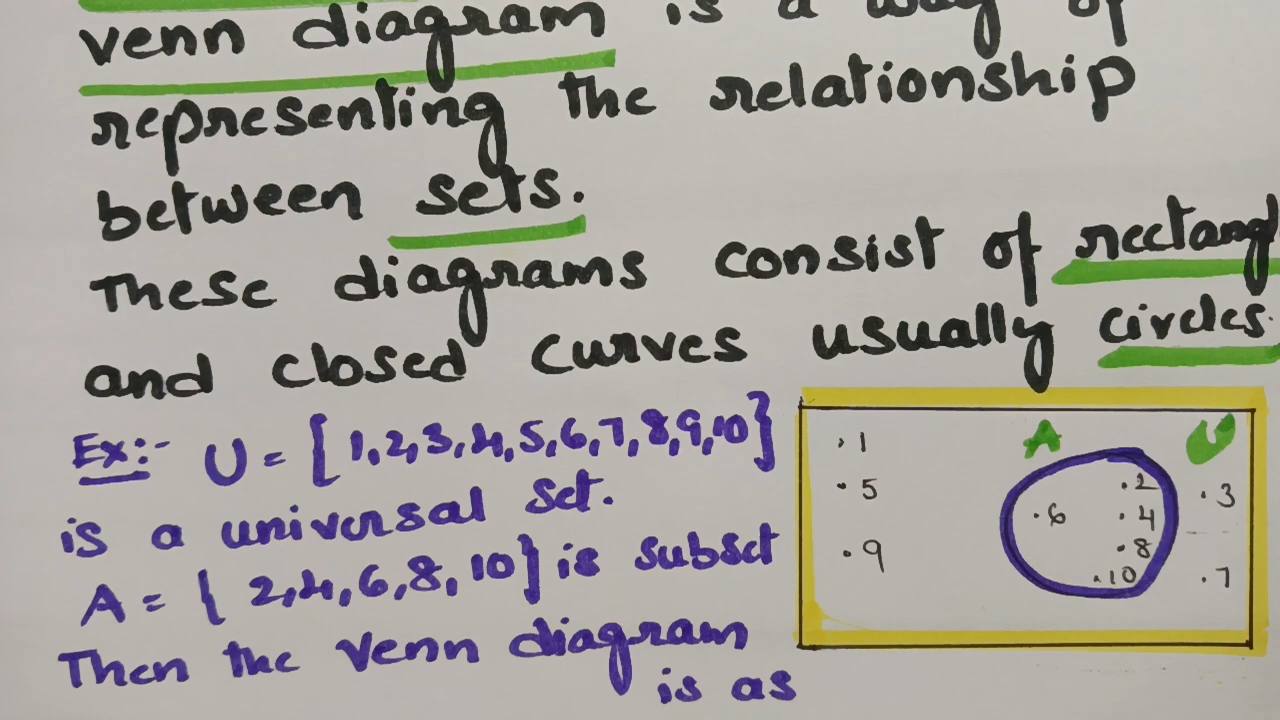 venn diagram is a way of
representing the relationship
between sets.
These diagrams consist of rectangl
and closed curves usually circles.
Ex:- U = { 1,2,3,4,5,6,7,8,9,10}
is a universal set.
A = { 2,4,6,8,10} is subset
Then the venn diagram
is as
A U
.1
.5
.9
.6
.2
.4
.8
.10
.3
.7